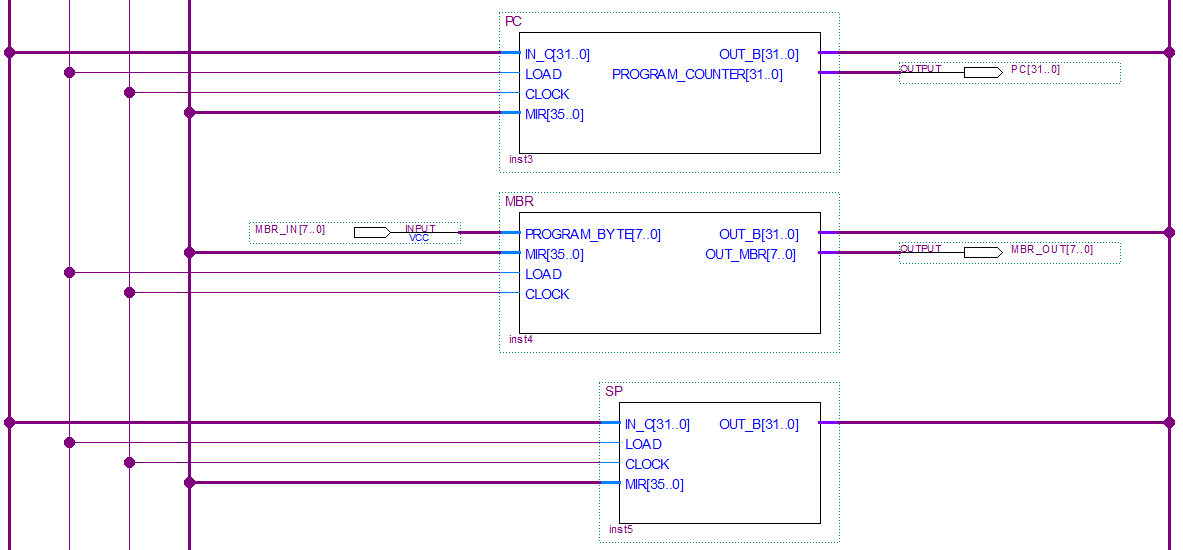 PC
IN_C[31..0] OUT_B[31..0]
LOAD PROGRAM_COUNTER[31..0] OUTPUT PC[31..0]
CLOCK
MIR[35..0]
inst3
MBR
MBR_IN[7..0] INPUT
VCC
PROGRAM_BYTE[7..0] OUT_B[31..0]
MIR[35..0] OUT_MBR[7..0] OUTPUT MBR_OUT[7..0]
LOAD
CLOCK
inst4
SP
IN_C[31..0] OUT_B[31..0]
LOAD
CLOCK
MIR[35..0]
inst5